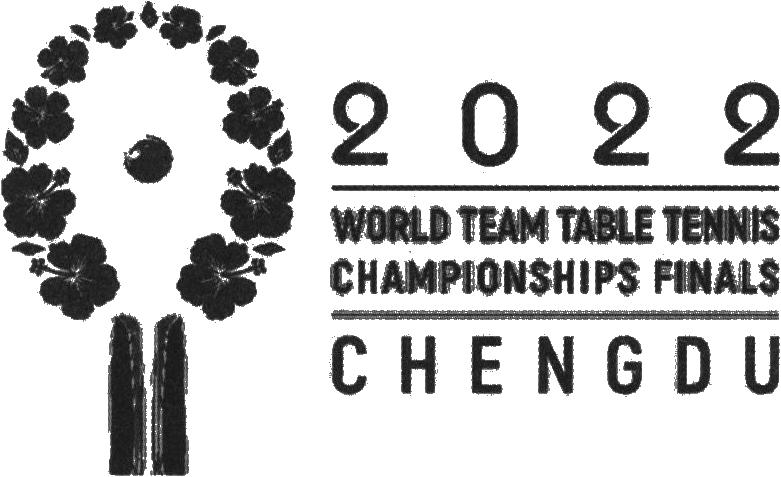 2022
WORLD TEAM TABLE TENNIS
CHAMPIONSHIPS FINALS
CHENGDU